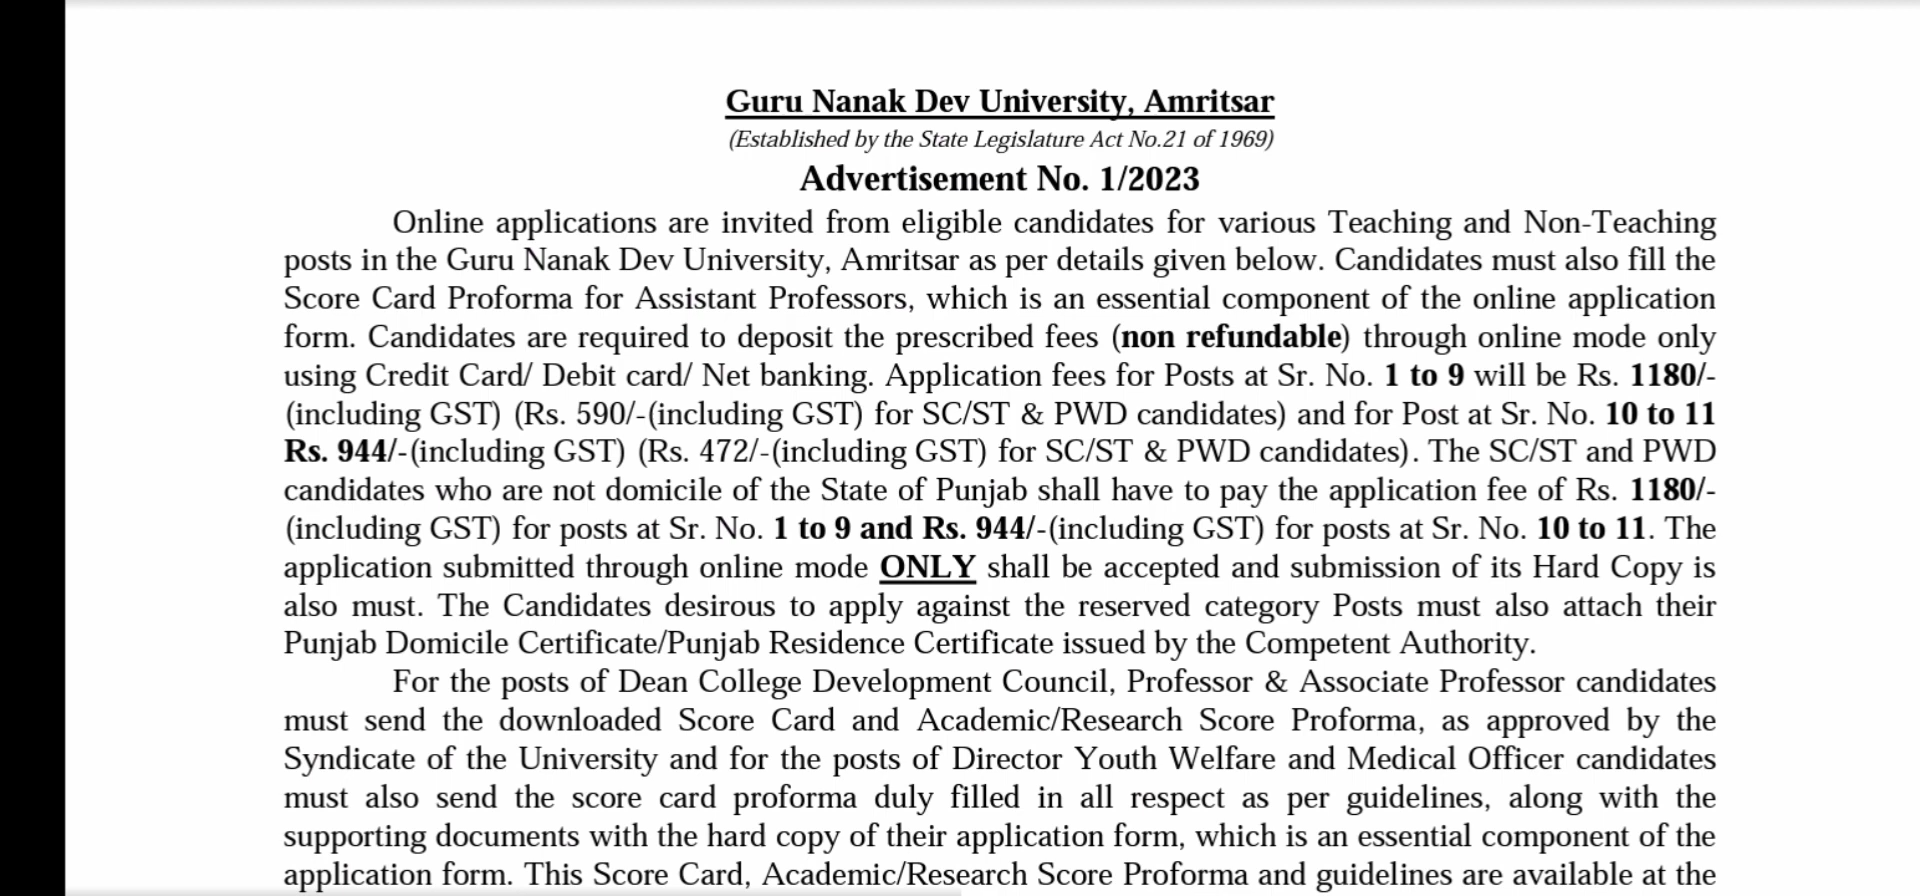 Guru Nanak Dev University, Amritsar
(Established by the State Legislature Act No.21 of 1969)
Advertisement No. 1/2023
Online applications are invited from eligible candidates for various Teaching and Non-Teaching
posts in the Guru Nanak Dev University, Amritsar as per details given below. Candidates must also fill the
Score Card Proforma for Assistant Professors, which is an essential component of the online application
form. Candidates are required to deposit the prescribed fees (non refundable) through online mode only
using Credit Card/ Debit card/ Net banking. Application fees for Posts at Sr. No. 1 to 9 will be Rs. 1180/-
(including GST) (Rs. 590/-(including GST) for SC/ST & PWD candidates) and for Post at Sr. No. 10 to 11
Rs. 944/-(including GST) (Rs. 472/-(including GST) for SC/ST & PWD candidates). The SC/ST and PWD
candidates who are not domicile of the State of Punjab shall have to pay the application fee of Rs. 1180/-
(including GST) for posts at Sr. No. 1 to 9 and Rs. 944/-(including GST) for posts at Sr. No. 10 to 11. The
application submitted through online mode ONLY shall be accepted and submission of its Hard Copy is
also must. The Candidates desirous to apply against the reserved category Posts must also attach their
Punjab Domicile Certificate/Punjab Residence Certificate issued by the Competent Authority.
For the posts of Dean College Development Council, Professor & Associate Professor candidates
must send the downloaded Score Card and Academic/Research Score Proforma, as approved by the
Syndicate of the University and for the posts of Director Youth Welfare and Medical Officer candidates
must also send the score card proforma duly filled in all respect as per guidelines, along with the
supporting documents with the hard copy of their application form, which is an essential component of the
application form. This Score Card, Academic/Research Score Proforma and guidelines are available at the